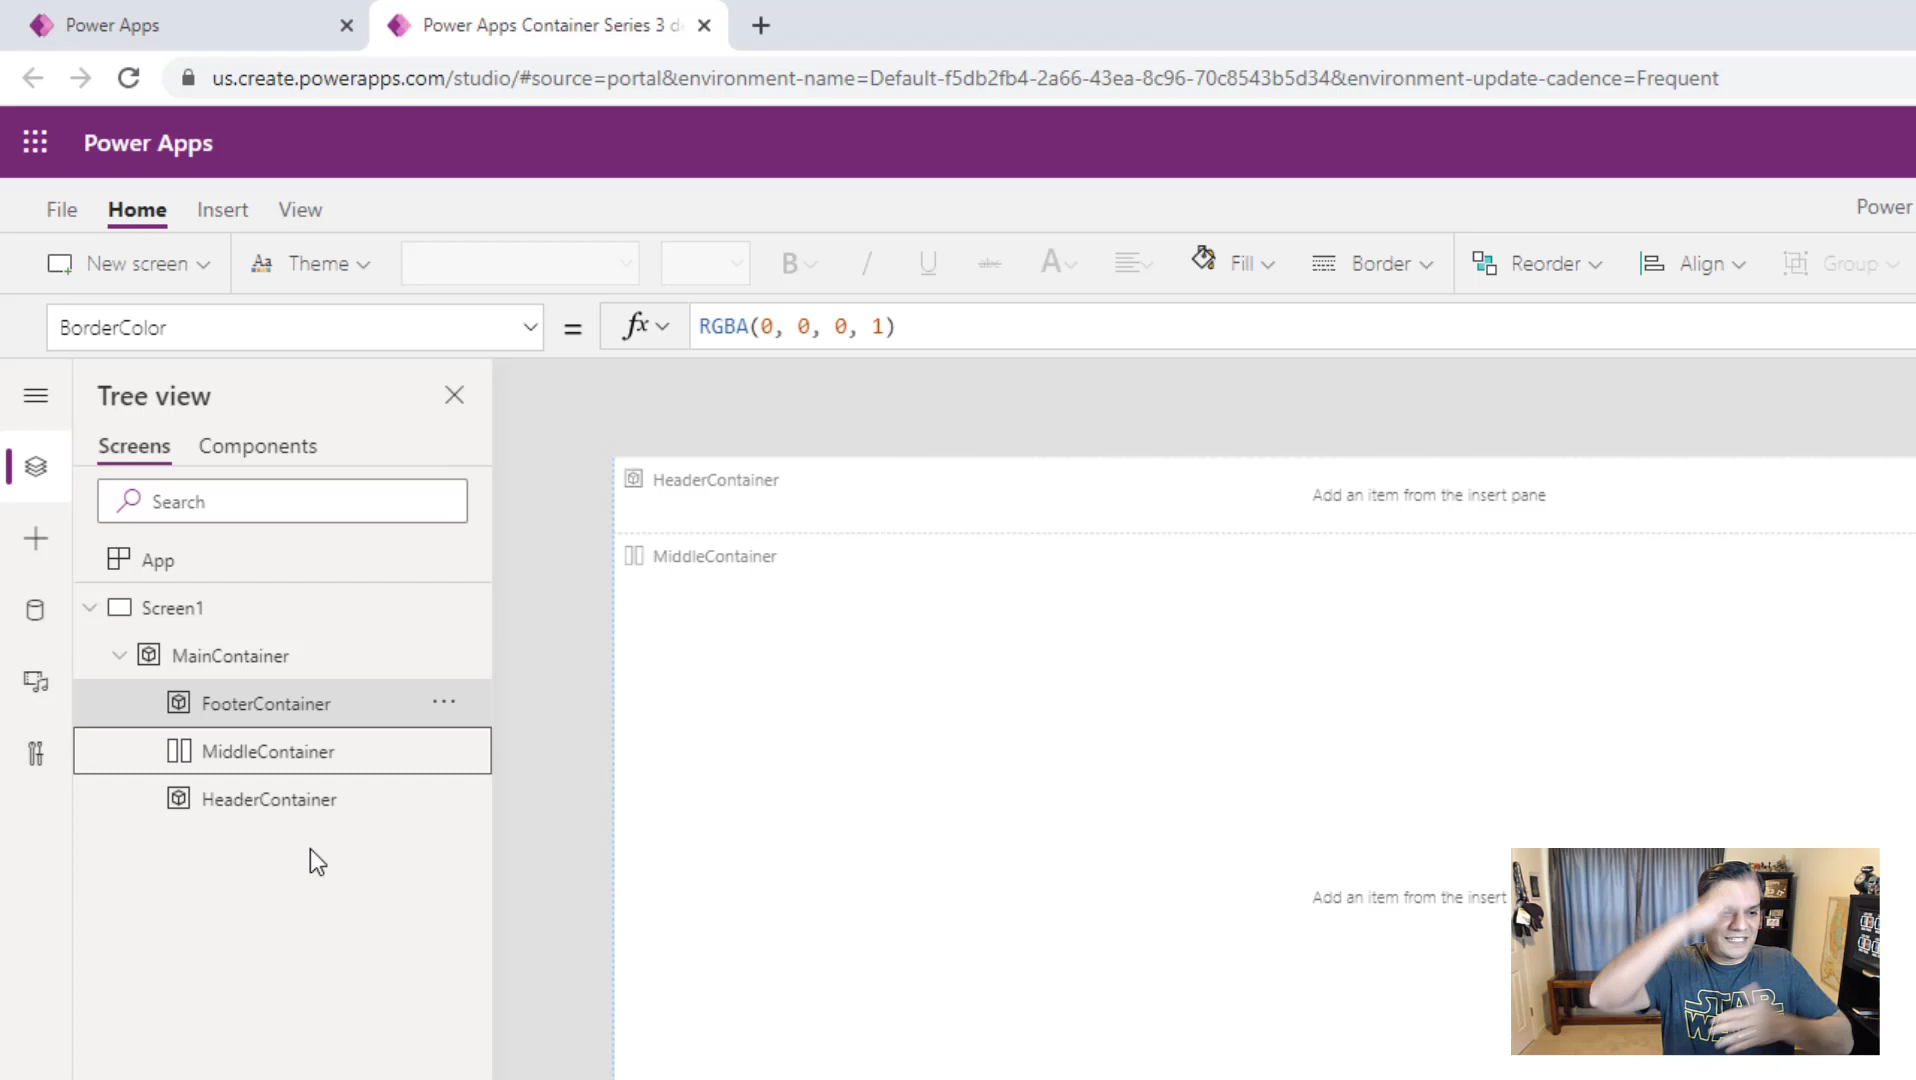 Power Apps
Power Apps Container Series 3 d
us.create.powerapps.com/studio/#source=portal&environment-name=Default-f5db2fb4-2a66-43ea-8c96-70c8543b5d34&environment-update-cadence=Frequent
Power Apps
File Home Insert View Power
New screen Theme B / U abc A Fill Border Reorder Align Group
BorderColor = fx RGBA(0, 0, 0, 1)
Tree view
Screens Components
Search
App
Screen1
MainContainer
FooterContainer
MiddleContainer
HeaderContainer
HeaderContainer
Add an item from the insert pane
MiddleContainer
Add an item from the insert
STAR
WARS